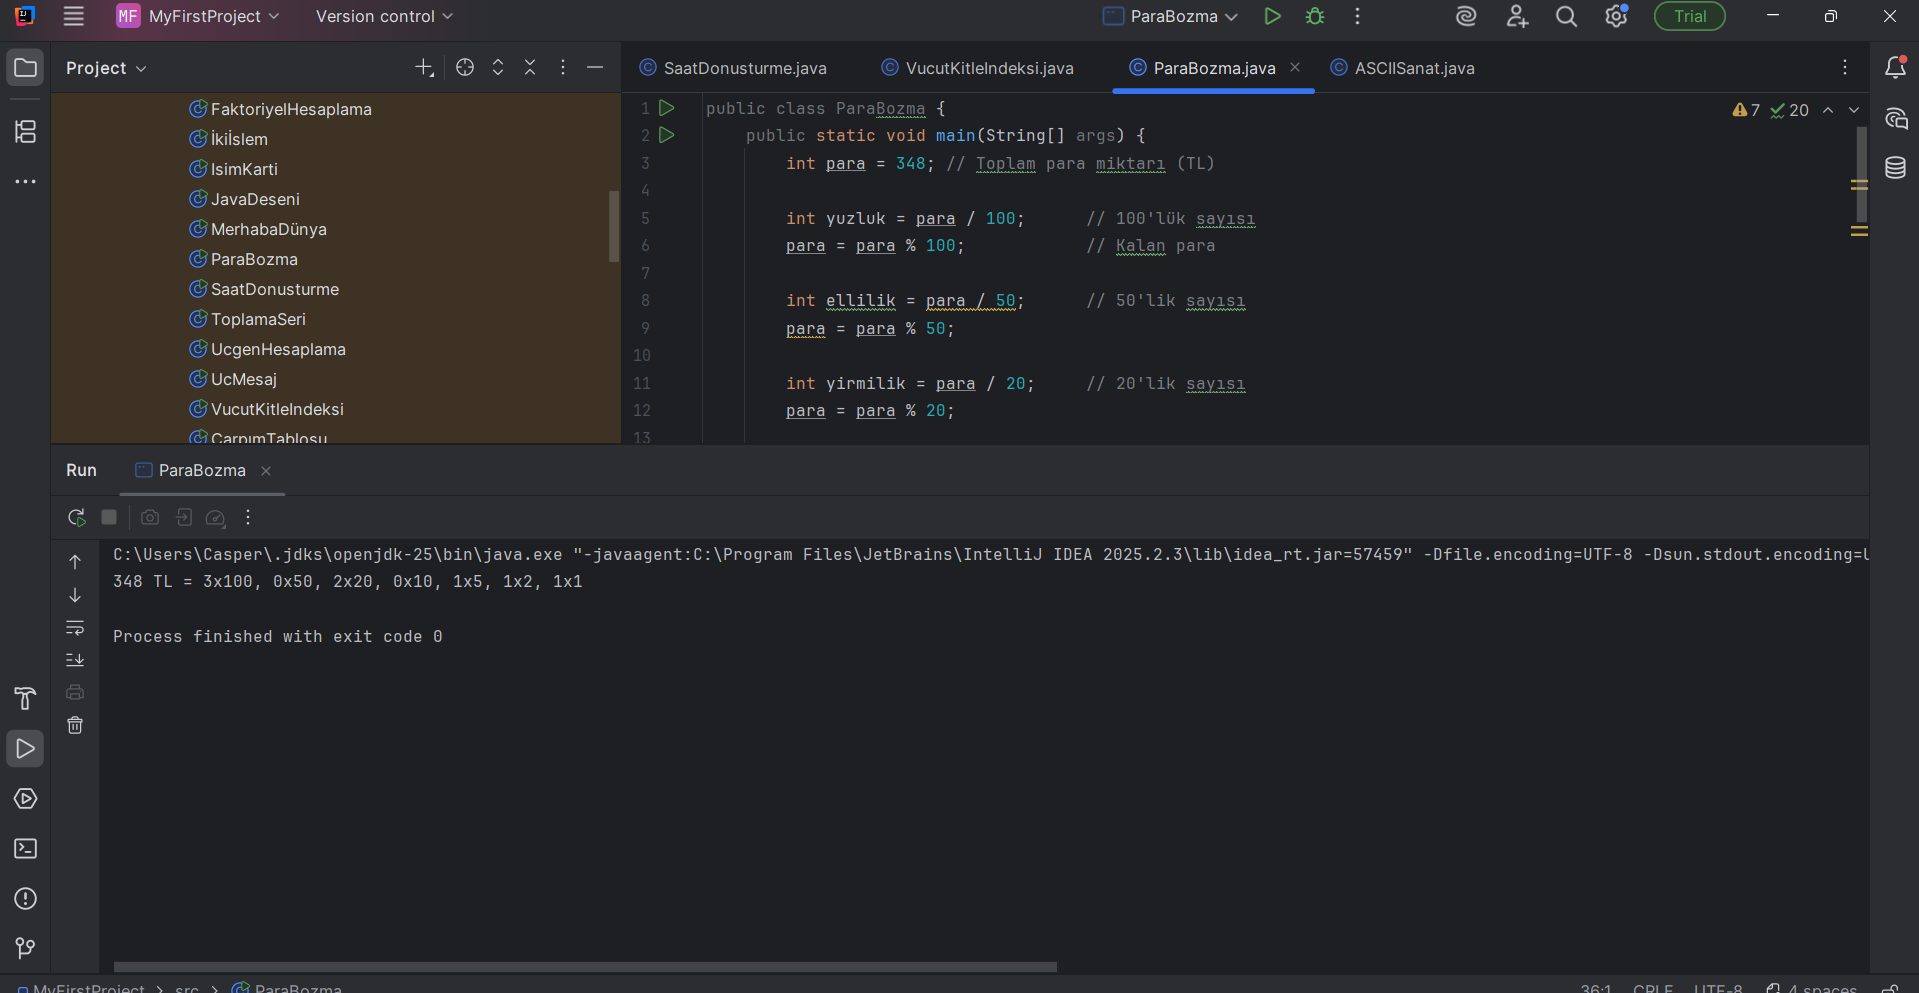 MF MyFirstProject Version control ParaBozma Trial
Project
SaatDonusturme.java VucutKitleIndeksi.java ParaBozma.java ASCIISanat.java
FaktoriyelHesaplama
İkiİslem
IsimKarti
JavaDeseni
MerhabaDünya
ParaBozma
SaatDonusturme
ToplamaSeri
UcgenHesaplama
UcMesaj
VucutKitleIndeksi
CarpımTablosu
7 20
1 public class ParaBozma {
2 public static void main(String[] args) {
3 int para = 348; // Toplam para miktarı (TL)
4
5 int yuzluk = para / 100; // 100'lük sayısı
6 para = para % 100; // Kalan para
7
8 int ellilik = para / 50; // 50'lik sayısı
9 para = para % 50;
10
11 int yirmilik = para / 20; // 20'lik sayısı
12 para = para % 20;
13
Run ParaBozma
C:\Users\Casper\.jdks\openjdk-25\bin\java.exe "-javaagent:C:\Program Files\JetBrains\IntelliJ IDEA 2025.2.3\lib\idea_rt.jar=57459" -Dfile.encoding=UTF-8 -Dsun.stdout.encoding=U
348 TL = 3x100, 0x50, 2x20, 0x10, 1x5, 1x2, 1x1
Process finished with exit code 0
MyFirstProject > src > ParaBozma 36:1 CRLF UTF-8 4 spaces